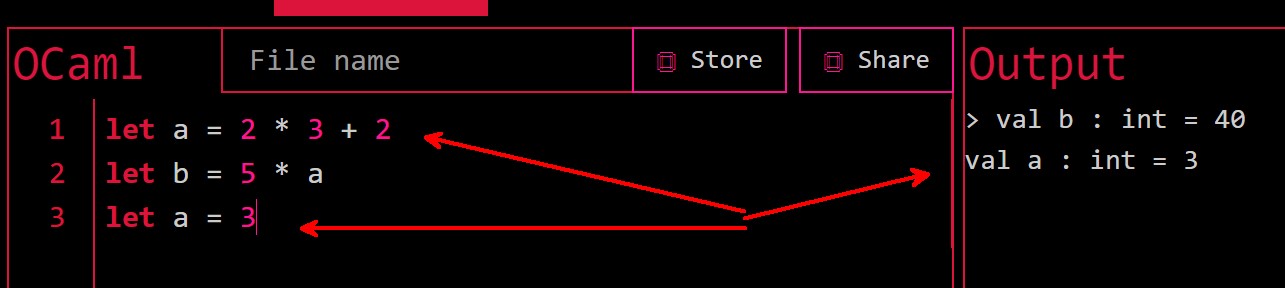 OCaml
File name
Store
Share
Output
1 let a = 2 * 3 + 2
2 let b = 5 * a
3 let a = 3
> val b : int = 40
val a : int = 3